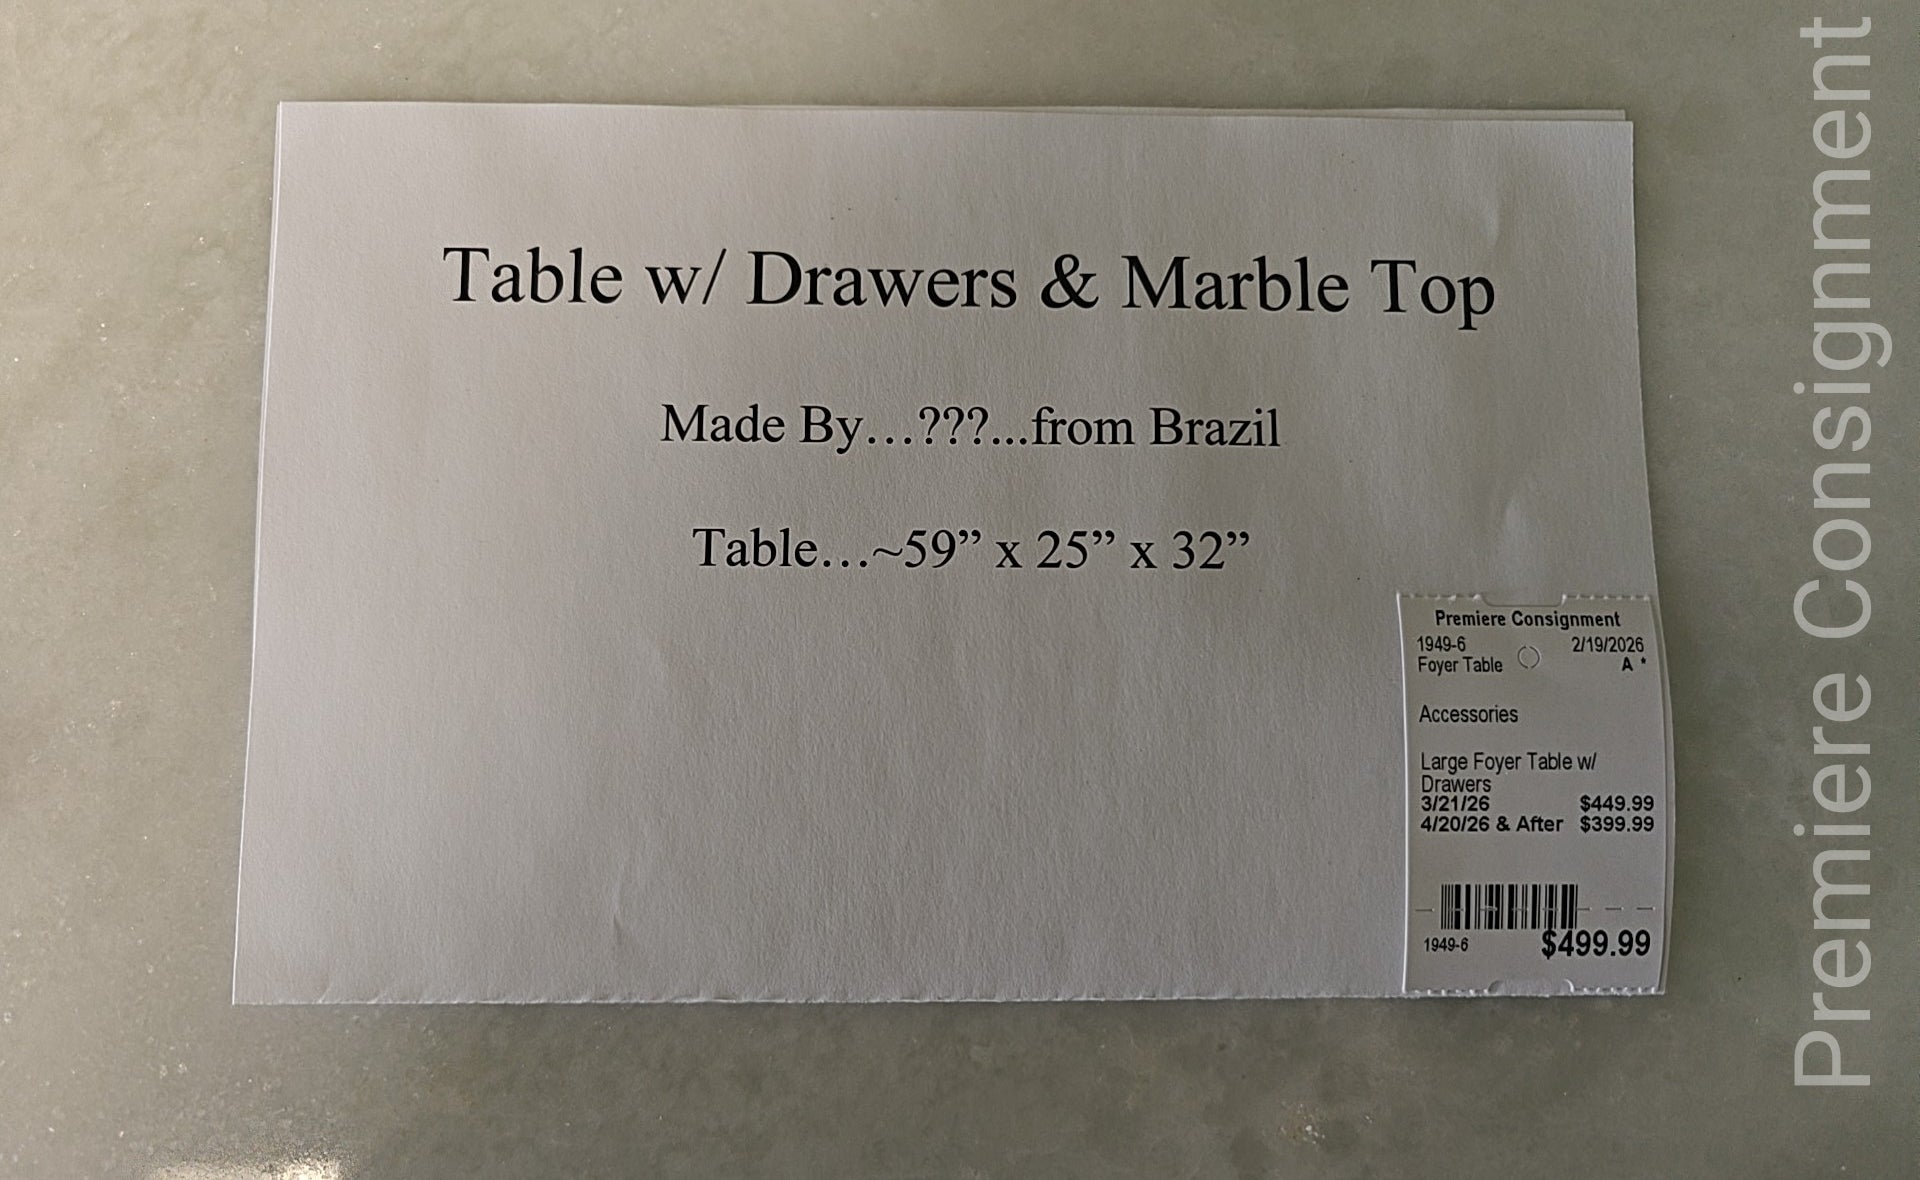 Table w/ Drawers & Marble Top
Made By…???...from Brazil
Table…~59” x 25” x 32”
Premiere Consignment
1949-6 2/19/2026
Foyer Table A *
Accessories
Large Foyer Table w/
Drawers
3/21/26 $449.99
4/20/26 & After $399.99
1949-6 $499.99
Premiere Consignment